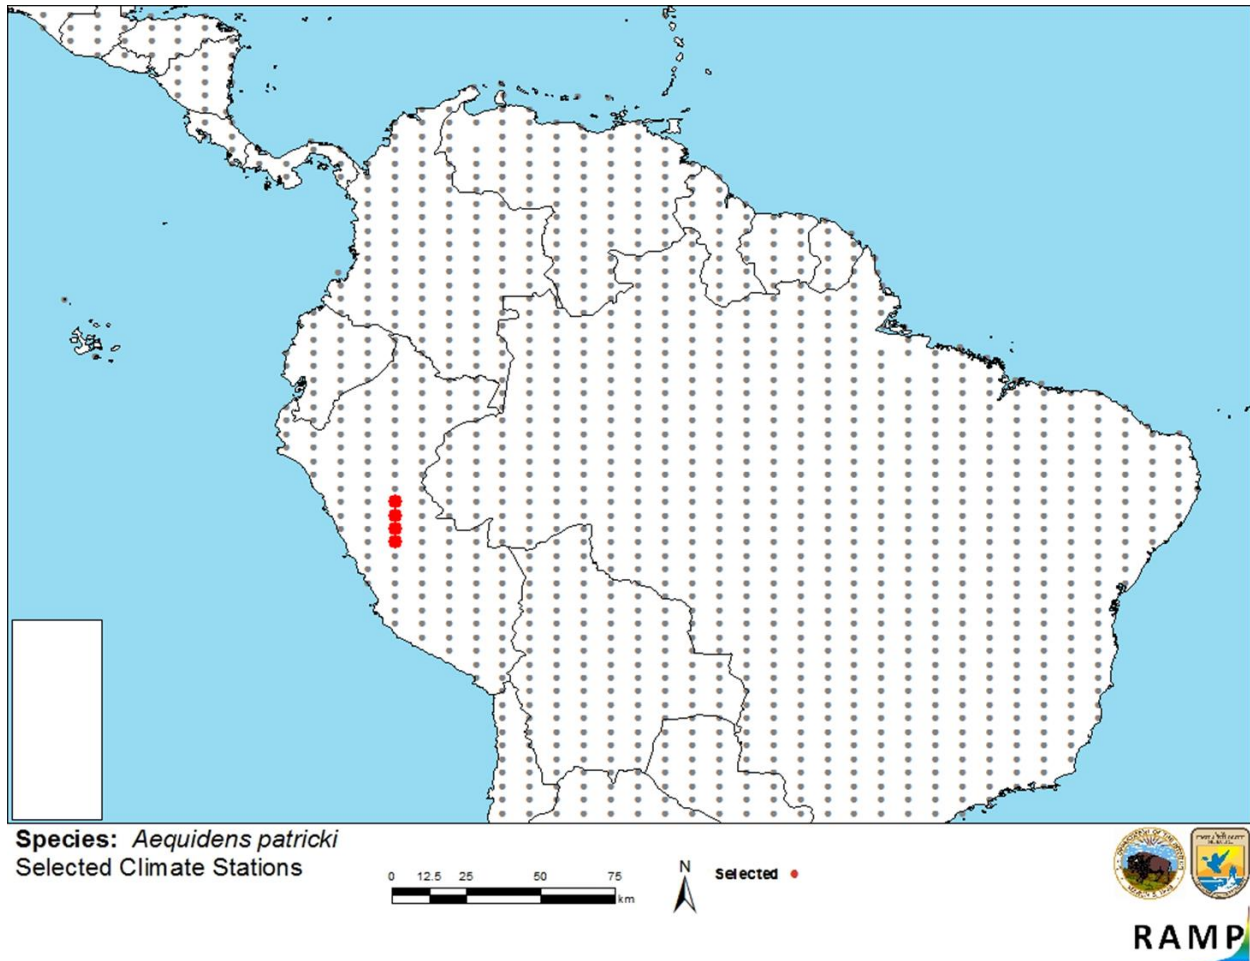 Species: Aequidens patricki
Selected Climate Stations
0 12.5 25 50 75
km
N
Selected
RAMP